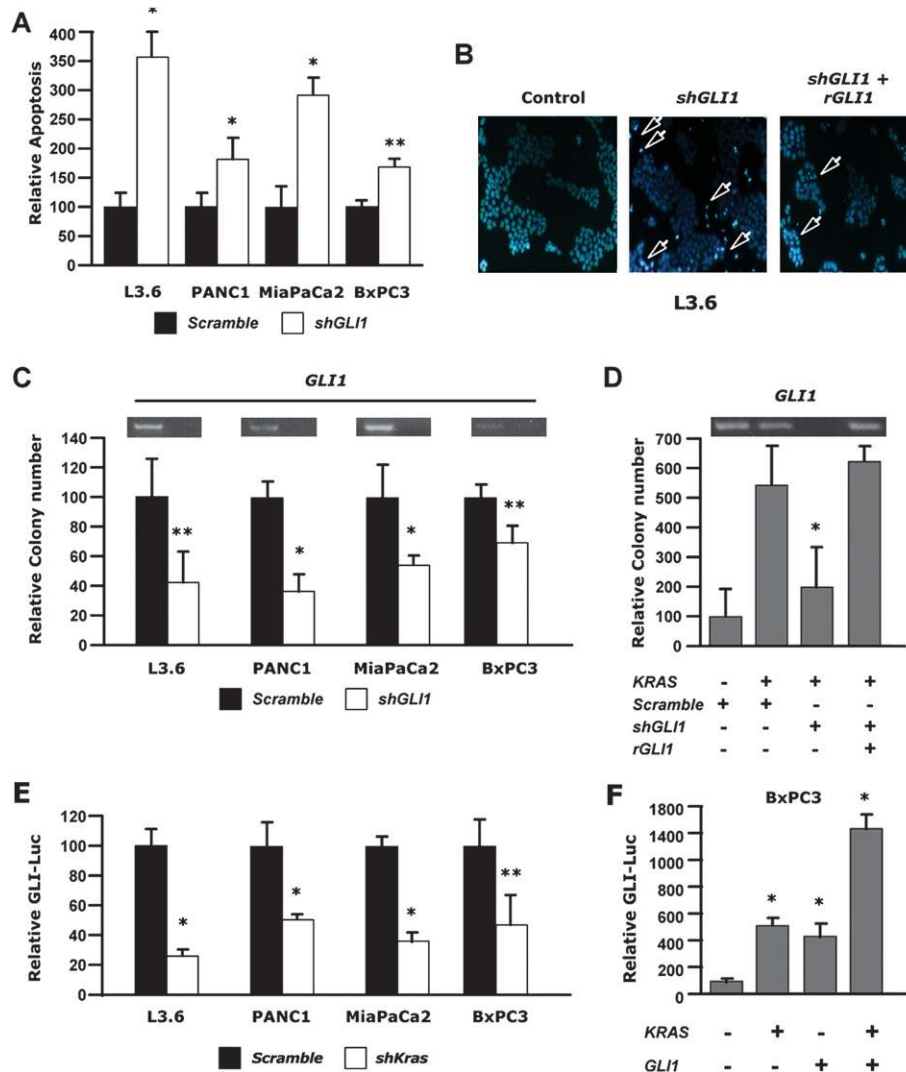 A
Relative Apoptosis
400
350
300
250
200
150
100
50
0
*
*
*
**
L3.6 PANC1 MiaPaCa2 BxPC3
Scramble shGLI1
B
Control shGLI1 shGLI1 + rGLI1
L3.6
C
GLI1
Relative Colony number
140
120
100
80
60
40
20
0
**
*
*
**
L3.6 PANC1 MiaPaCa2 BxPC3
Scramble shGLI1
D
GLI1
Relative Colony number
700
600
500
400
300
200
100
0
*
KRAS - + + +
Scramble + + - -
shGLI1 - - + +
rGLI1 - - - +
E
Relative GLI-Luc
120
100
80
60
40
20
0
*
*
*
**
L3.6 PANC1 MiaPaCa2 BxPC3
Scramble shKras
F
BxPC3
Relative GLI-Luc
1800
1400
800
600
400
200
0
*
*
*
KRAS - + - +
GLI1 - - + +